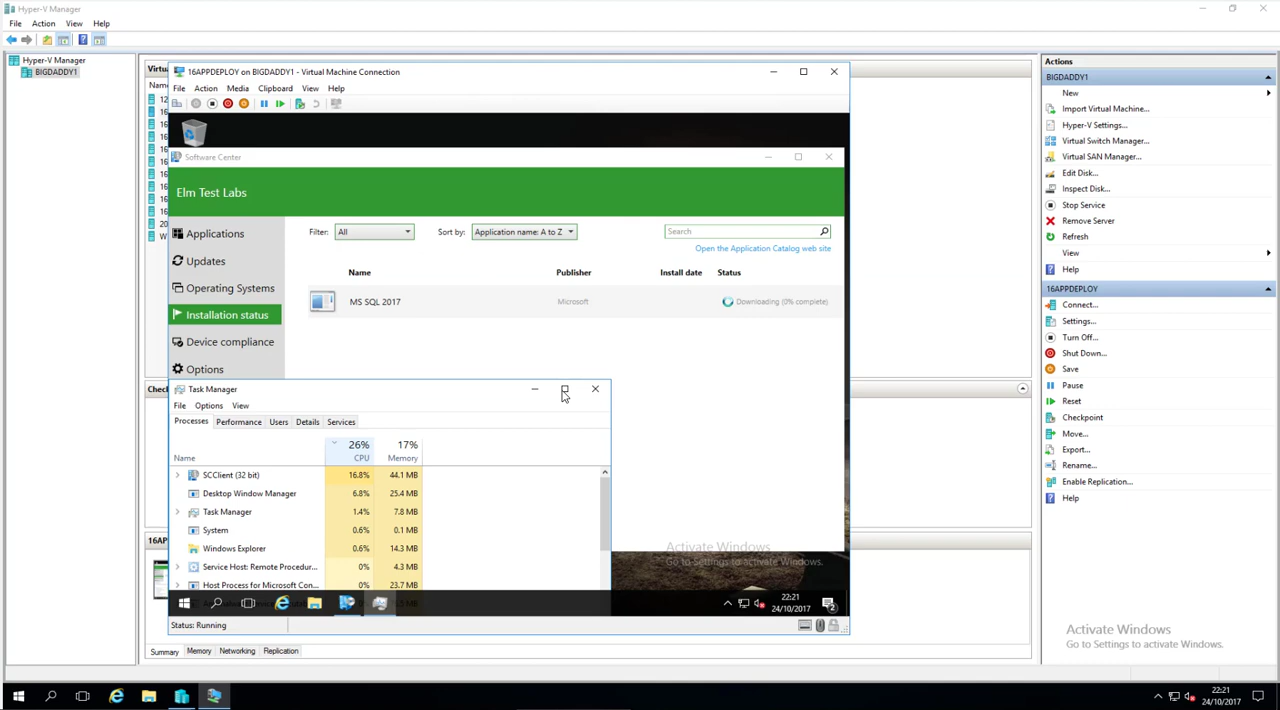 Hyper-V Manager
File Action View Help
Hyper-V Manager
BIGDADDY1
16APPDEPLOY on BIGDADDY1 - Virtual Machine Connection
File Action Media Clipboard View Help
Software Center
Elm Test Labs
Applications
Updates
Operating Systems
Installation status
Device compliance
Options
Filter: All
Sort by: Application name: A to Z
Search
Open the Application Catalog web site
Name Publisher Install date Status
MS SQL 2017 Microsoft Downloading (0% complete)
Task Manager
File Options View
Processes Performance Users Details Services
26% 17%
Name CPU Memory
SCClient (32 bit) 16.8% 44.1 MB
Desktop Window Manager 6.8% 25.4 MB
Task Manager 1.4% 7.8 MB
System 0.6% 0.1 MB
Windows Explorer 0.6% 14.3 MB
Service Host: Remote Procedur... 0% 4.3 MB
Host Process for Microsoft Con... 0% 23.7 MB
Activate Windows
Go to Settings to activate Windows.
22:21
24/10/2017
2
Status: Running
Summary Memory Networking Replication
Actions
BIGDADDY1
New
Import Virtual Machine...
Hyper-V Settings...
Virtual Switch Manager...
Virtual SAN Manager...
Edit Disk...
Inspect Disk...
Stop Service
Remove Server
Refresh
View
Help
16APPDEPLOY
Connect...
Settings...
Turn Off...
Shut Down...
Save
Pause
Reset
Checkpoint
Move...
Export...
Rename...
Enable Replication...
Help
Activate Windows
Go to Settings to activate Windows.
22:21
24/10/2017